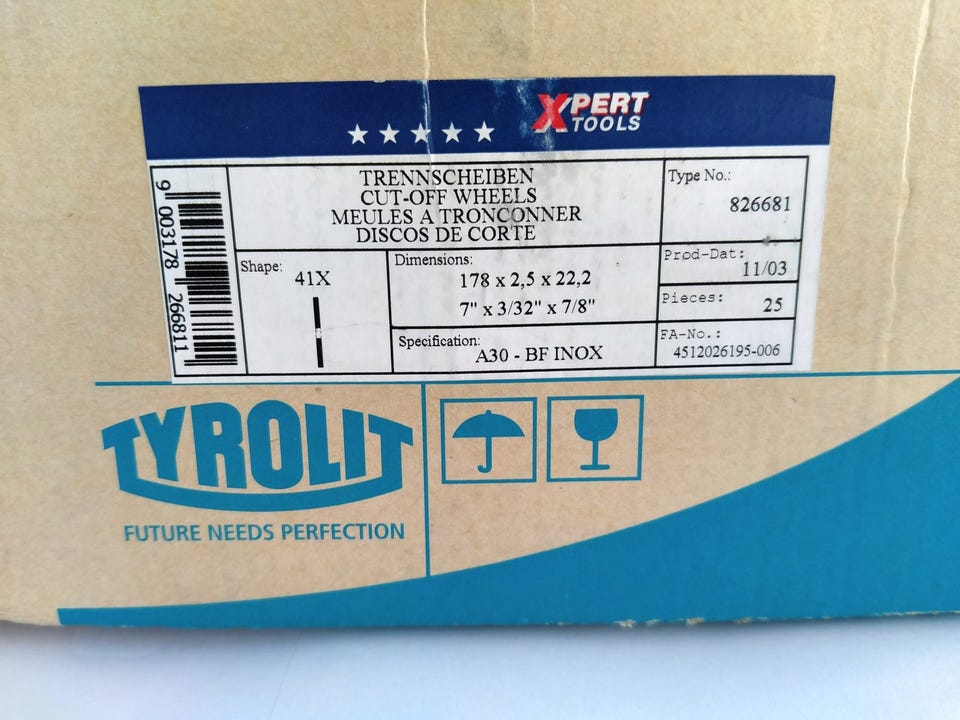 XPERT
TOOLS
TRENNSCHEIBEN
CUT-OFF WHEELS
MEULES A TRONCONNER
DISCOS DE CORTE
Type No.:
826681
Shape:
41X
Dimensions:
178 x 2,5 x 22,2
7" x 3/32" x 7/8"
Prod-Dat:
11/03
Pieces:
25
Specification:
A30 - BF INOX
FA-No.:
4512026195-006
9 003178 266811
TYROLIT
FUTURE NEEDS PERFECTION